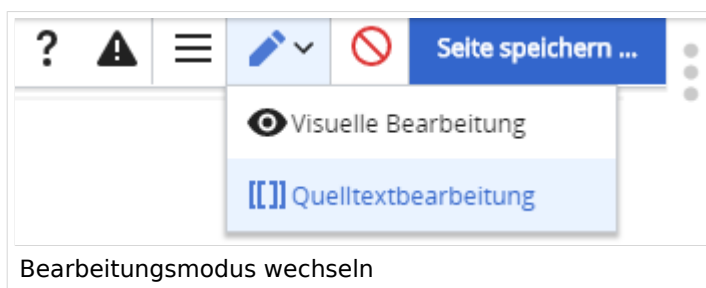 ? Seite speichern ...
Visuelle Bearbeitung
[[]] Quelltextbearbeitung
Bearbeitungsmodus wechseln